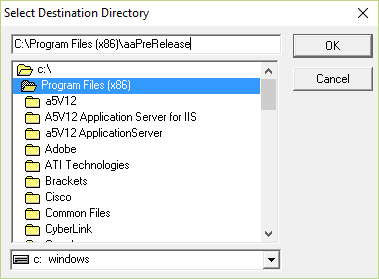 Select Destination Directory
C:\Program Files (x86)\aaPreRelease
OK
Cancel
c:\
Program Files (x86)
a5V12
A5V12 Application Server for IIS
a5V12 ApplicationServer
Adobe
ATI Technologies
Brackets
Cisco
Common Files
CyberLink
c: windows